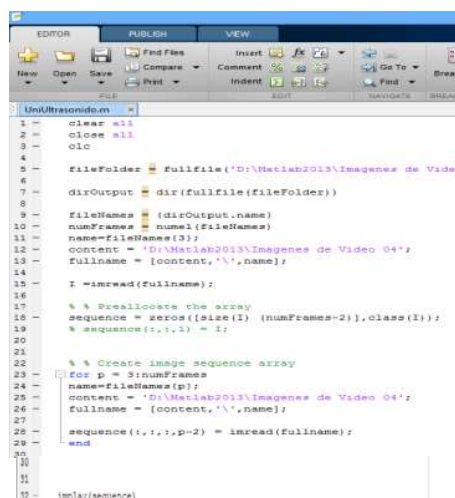 EDITOR PUBLISH VIEW
New Open Save Find Files Compare Print Insert Comment Indent fx Go To Find Brea
FILE EDIT NAVIGATE BREA
UniUltrasonido.m ×
1 – clear all
2 – close all
3 – clc
4
5 – fileFolder = fullfile('D:\Matlab2013\Imagenes de Vide
6
7 – dirOutput = dir(fullfile(fileFolder))
8
9 – fileNames = {dirOutput.name}
10 – numFrames = numel(fileNames)
11 – name=fileNames{3};
12 – content = 'D:\Matlab2013\Imagenes de Video 04';
13 – fullname = [content,'\',name];
14
15 – I =imread(fullname);
16
17 % % Preallocate the array
18 – sequence = zeros([size(I) (numFrames-2)],class(I));
19 % sequence(:,:,1) = I;
20
21
22 % % Create image sequence array
23 – for p = 3:numFrames
24 – name=fileNames{p};
25 – content = 'D:\Matlab2013\Imagenes de Video 04';
26 – fullname = [content,'\',name];
27
28 – sequence(:,:,:,p-2) = imread(fullname);
29 – end
30
30
31
32 – implay(sequence)